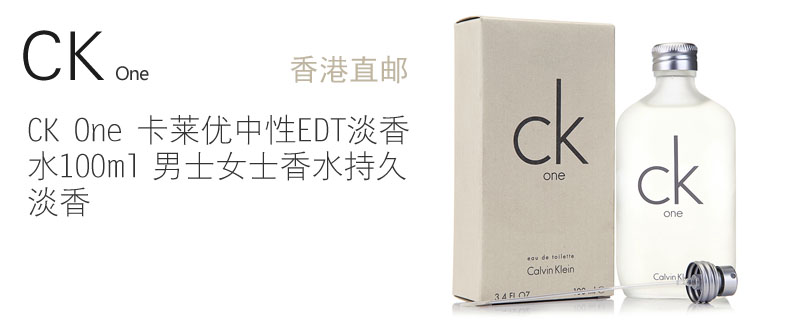 CK One
香港直邮
CK One 卡莱优中性EDT淡香
水100ml 男士女士香水持久
淡香
ck
one
eau de toilette
Calvin Klein
3.4 FL OZ
ck
one